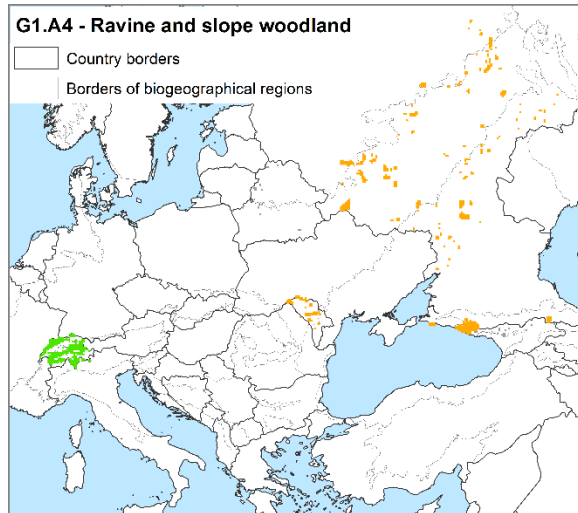 G1.A4 - Ravine and slope woodland
Country borders
Borders of biogeographical regions